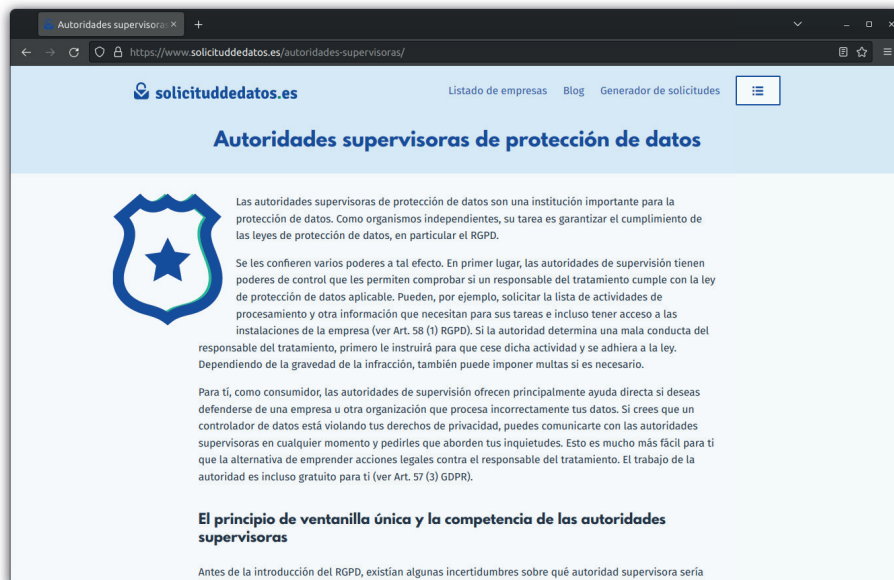 Autoridades supervisoras
https://www.solicituddedatos.es/autoridades-supervisoras/
solicituddedatos.es
Listado de empresas Blog Generador de solicitudes
Autoridades supervisoras de protección de datos
Las autoridades supervisoras de protección de datos son una institución importante para la
protección de datos. Como organismos independientes, su tarea es garantizar el cumplimiento de
las leyes de protección de datos, en particular el RGPD.
Se les confieren varios poderes a tal efecto. En primer lugar, las autoridades de supervisión tienen
poderes de control que les permiten comprobar si un responsable del tratamiento cumple con la ley
de protección de datos aplicable. Pueden, por ejemplo, solicitar la lista de actividades de
procesamiento y otra información que necesitan para sus tareas e incluso tener acceso a las
instalaciones de la empresa (ver Art. 58 (1) RGPD). Si la autoridad determina una mala conducta del
responsable del tratamiento, primero le instruirá para que cese dicha actividad y se adhiera a la ley.
Dependiendo de la gravedad de la infracción, también puede imponer multas si es necesario.
Para tí, como consumidor, las autoridades de supervisión ofrecen principalmente ayuda directa si deseas
defenderse de una empresa u otra organización que procesa incorrectamente tus datos. Si crees que un
controlador de datos está violando tus derechos de privacidad, puedes comunicarte con las autoridades
supervisoras en cualquier momento y pedirles que aborden tus inquietudes. Esto es mucho más fácil para ti
que la alternativa de emprender acciones legales contra el responsable del tratamiento. El trabajo de la
autoridad es incluso gratuito para ti (ver Art. 57 (3) GDPR).
El principio de ventanilla única y la competencia de las autoridades
supervisoras
Antes de la introducción del RGPD, existían algunas incertidumbres sobre qué autoridad supervisora sería